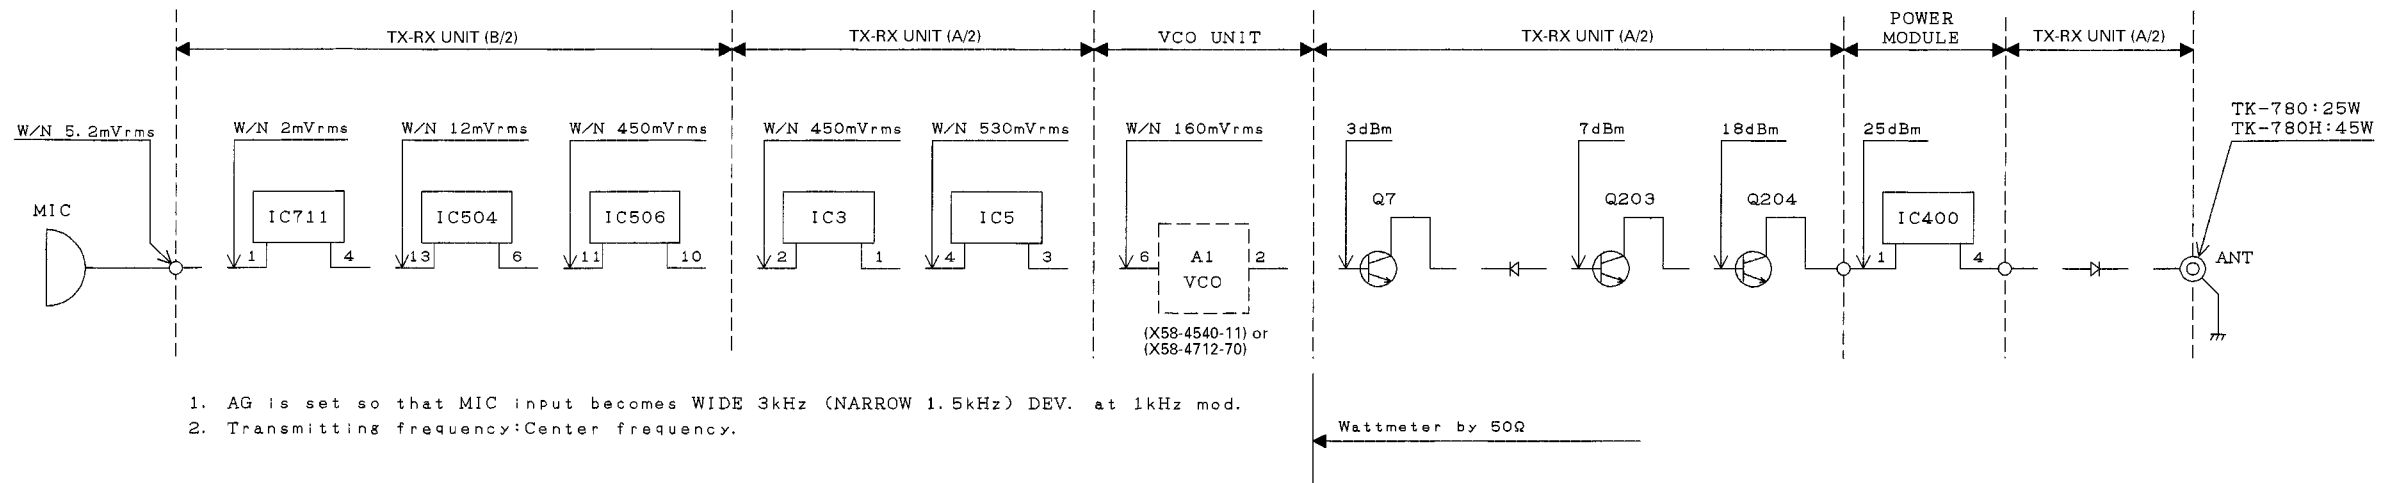 TX-RX UNIT (B/2)
TX-RX UNIT (A/2)
VCO UNIT
TX-RX UNIT (A/2)
POWER
MODULE
TX-RX UNIT (A/2)
W/N 5.2mVrms
W/N 2mVrms
W/N 12mVrms
W/N 450mVrms
W/N 450mVrms
W/N 530mVrms
W/N 160mVrms
3dBm
7dBm
18dBm
25dBm
TK-780:25W
TK-780H:45W
MIC
IC711
1
4
IC504
13
6
IC506
11
10
IC3
2
1
IC5
4
3
6
A1
VCO
2
(X58-4540-11) or
(X58-4712-70)
Q7
Q203
Q204
IC400
1
4
ANT
1. AG is set so that MIC input becomes WIDE 3kHz (NARROW 1.5kHz) DEV. at 1kHz mod.
2. Transmitting frequency:Center frequency.
Wattmeter by 50Ω